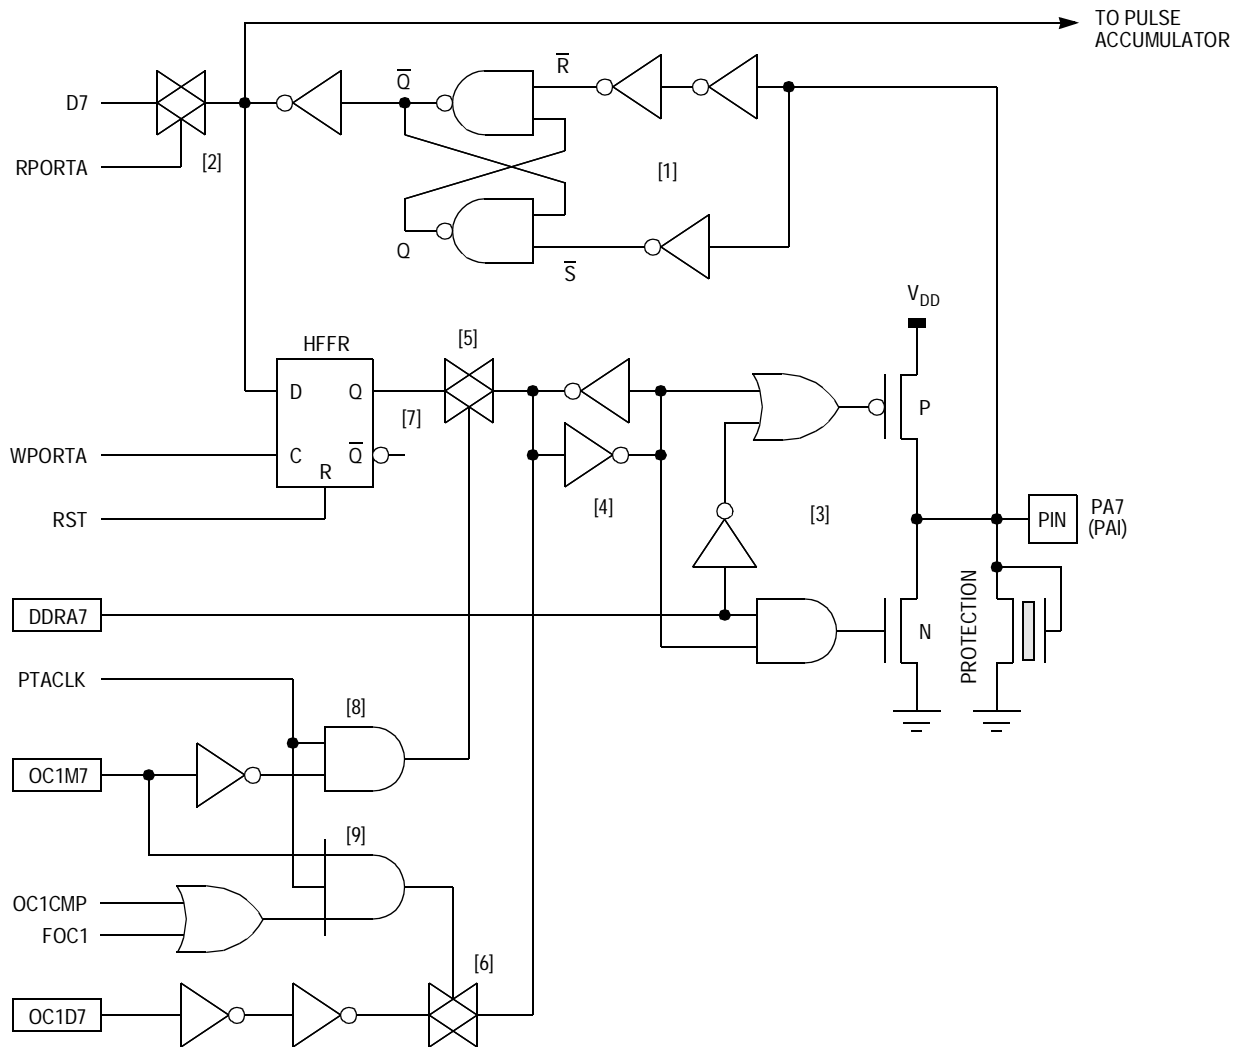 TO PULSE
ACCUMULATOR
R
Q
D7
RPORTA
[2]
[1]
Q
S
VDD
HFFR
[5]
D
Q
[7]
P
WPORTA
C
Q
R
[4]
[3]
RST
PIN
PA7
(PAI)
PROTECTION
DDRA7
N
PTACLK
[8]
OC1M7
[9]
OC1CMP
FOC1
[6]
OC1D7